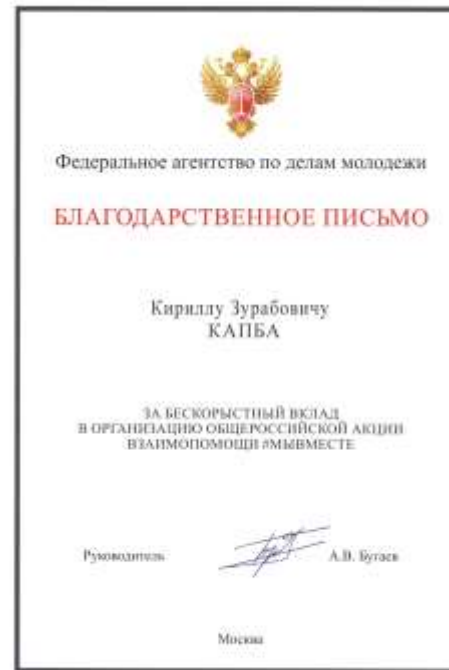 Федеральное агентство по делам молодежи
БЛАГОДАРСТВЕННОЕ ПИСЬМО
Кириллу Зурабовичу
КАПБА
ЗА БЕСКОРЫСТНЫЙ ВКЛАД
В ОРГАНИЗАЦИЮ ОБЩЕРОССИЙСКОЙ АКЦИИ
ВЗАИМОПОМОЩИ #МЫВМЕСТЕ
Руководитель А.В. Бугаев
Москва